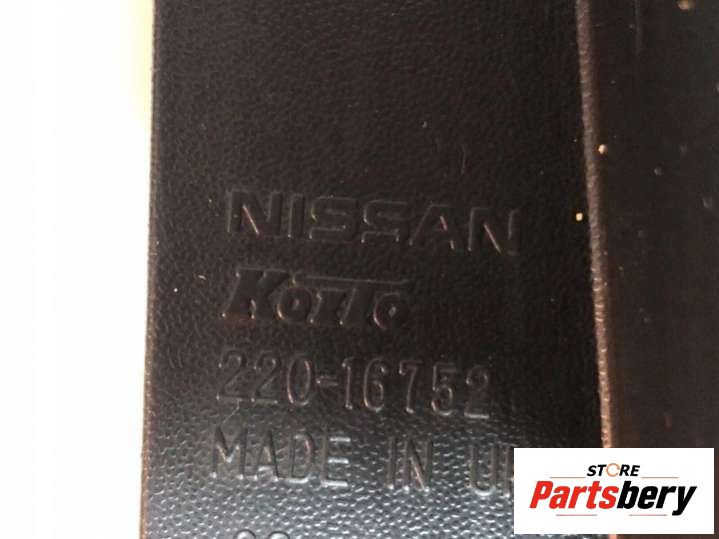 NISSAN
KoiTo
220-16752
MADE IN
STORE
Partsbery